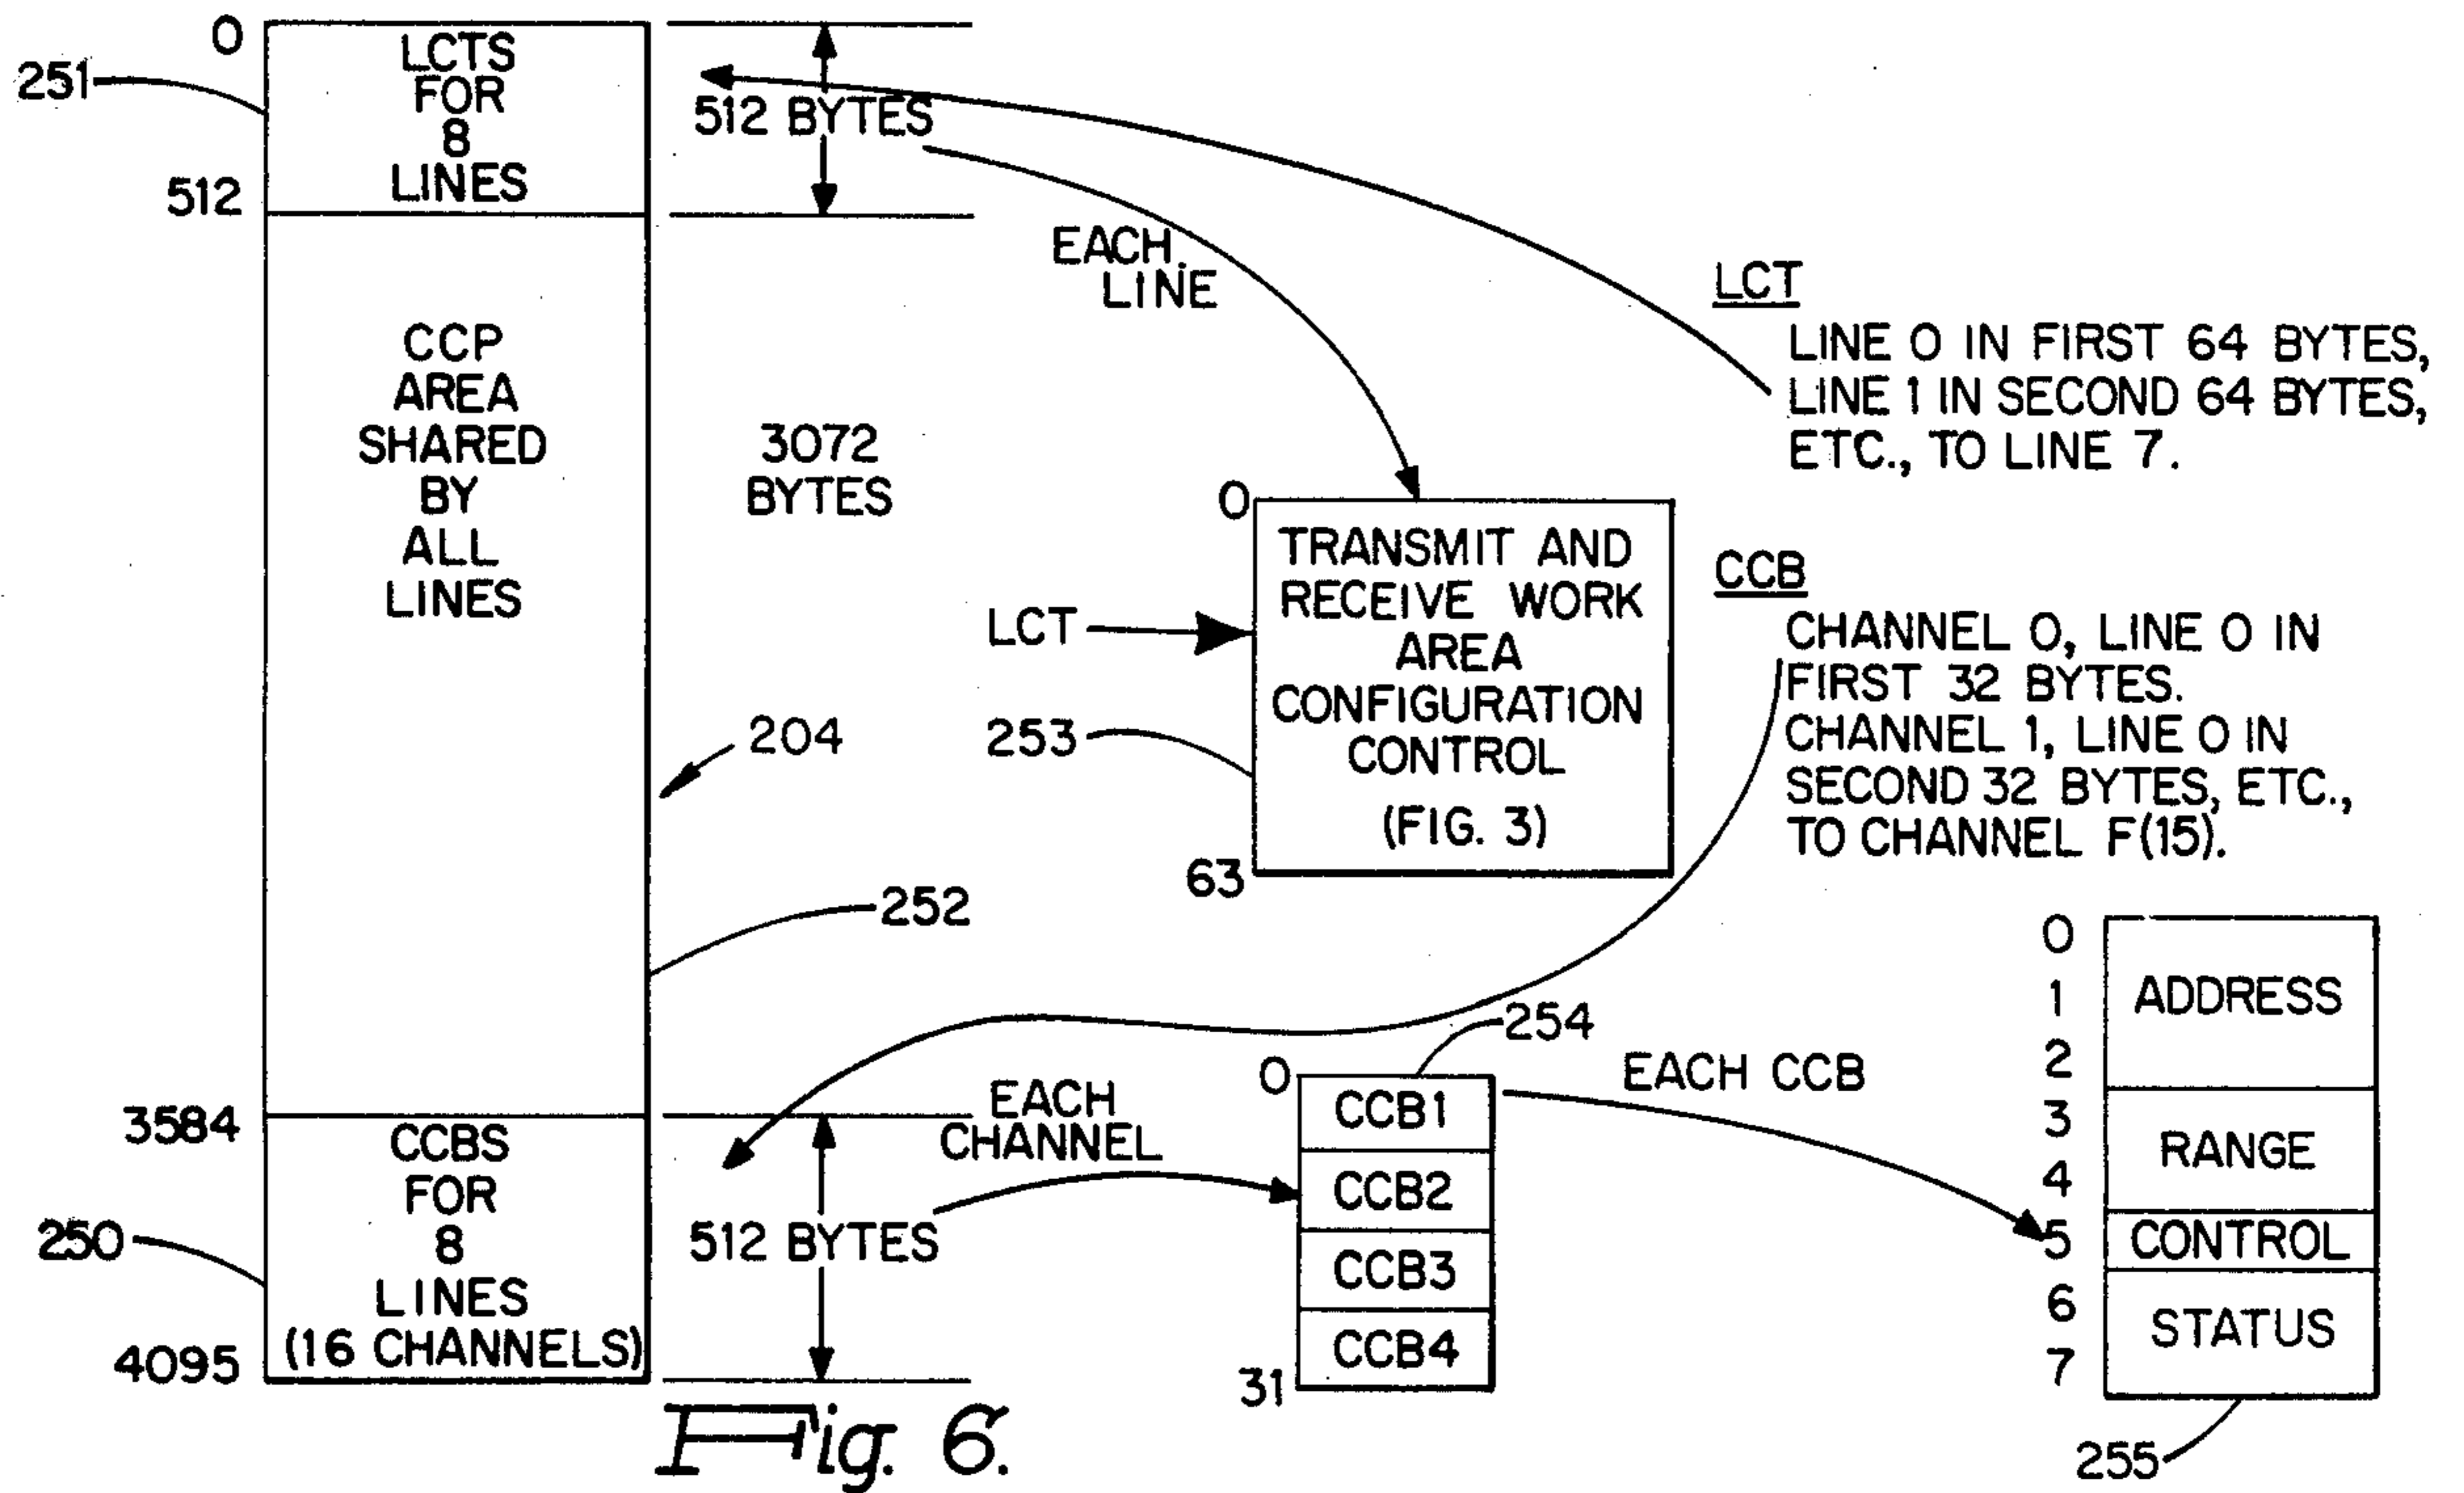 0
251
LCTS
FOR
8
LINES
512
512 BYTES
EACH
LINE
CCP
AREA
SHARED
BY
ALL
LINES
3072
BYTES
204
252
3584
CCBS
FOR
8
LINES
(16 CHANNELS)
250
4095
512 BYTES
EACH
CHANNEL
LCT
LINE 0 IN FIRST 64 BYTES,
LINE 1 IN SECOND 64 BYTES,
ETC., TO LINE 7.
0
TRANSMIT AND
RECEIVE WORK
AREA
CONFIGURATION
CONTROL
(FIG. 3)
63
LCT
253
CCB
CHANNEL 0, LINE 0 IN
FIRST 32 BYTES.
CHANNEL 1, LINE 0 IN
SECOND 32 BYTES, ETC.,
TO CHANNEL F(15).
254
0
CCB1
CCB2
CCB3
CCB4
31
EACH CCB
0
1
2
ADDRESS
3
4
RANGE
5
CONTROL
6
7
STATUS
255
Fig. 6.